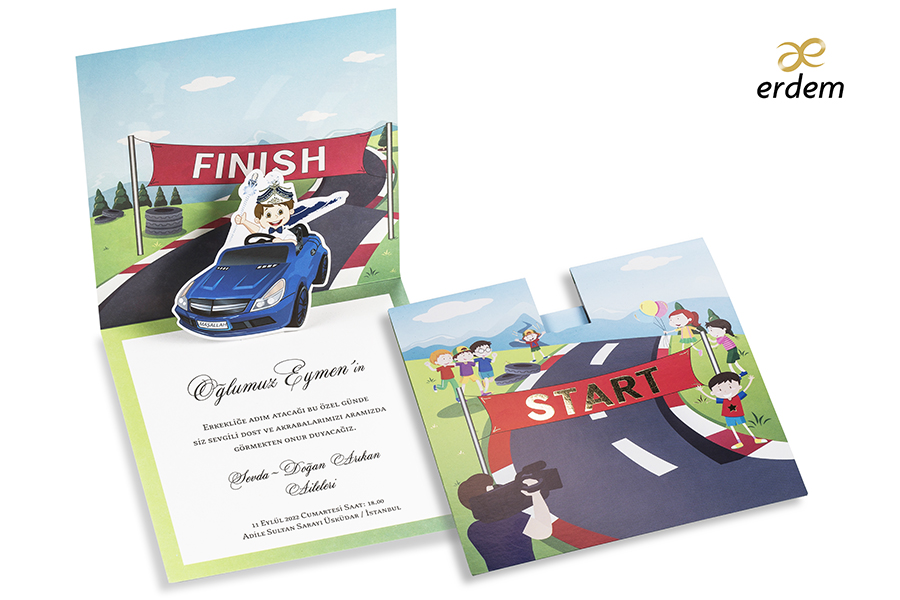 erdem
FINISH
MAŞALLAH
Oğlumuz Eymen'in
Erkekliğe adım atacağı bu özel günde
siz sevgili dost ve akrabalarımızı aramızda
görmekten onur duyacağız.
Sevda – Doğan Arıkan
Aileleri
11 Eylül 2022 Cumartesi Saat: 18.00
Adile Sultan Sarayı Üsküdar / İstanbul
START